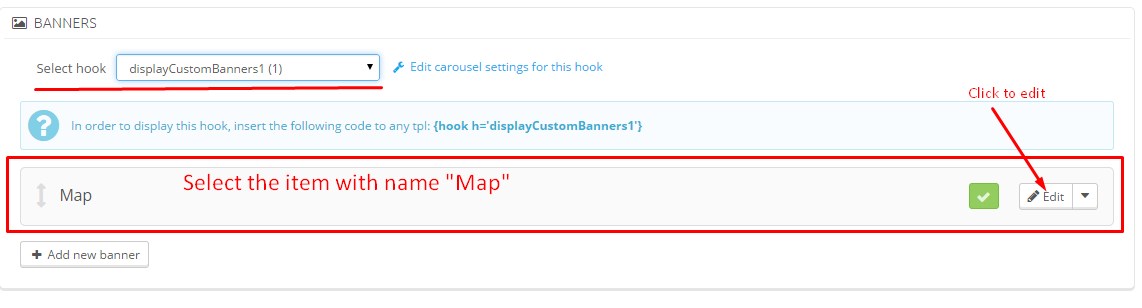 BANNERS
Select hook displayCustomBanners1 (1) Edit carousel settings for this hook
Click to edit
In order to display this hook, insert the following code to any tpl: {hook h='displayCustomBanners1'}
Map Select the item with name "Map" Edit
Add new banner